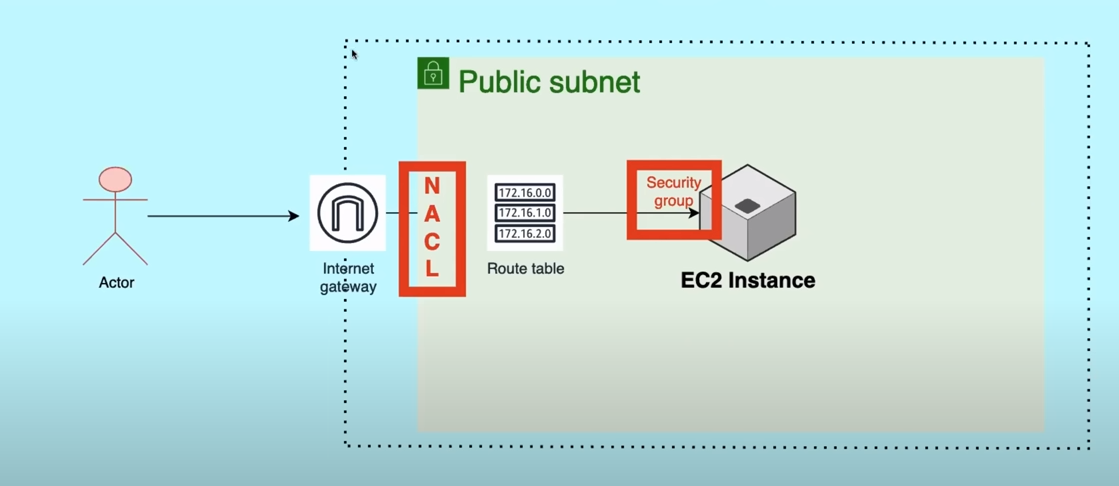 Public subnet
Actor
Internet
gateway
N
A
C
L
172.16.0.0
172.16.1.0
172.16.2.0
Route table
Security
group
EC2 Instance